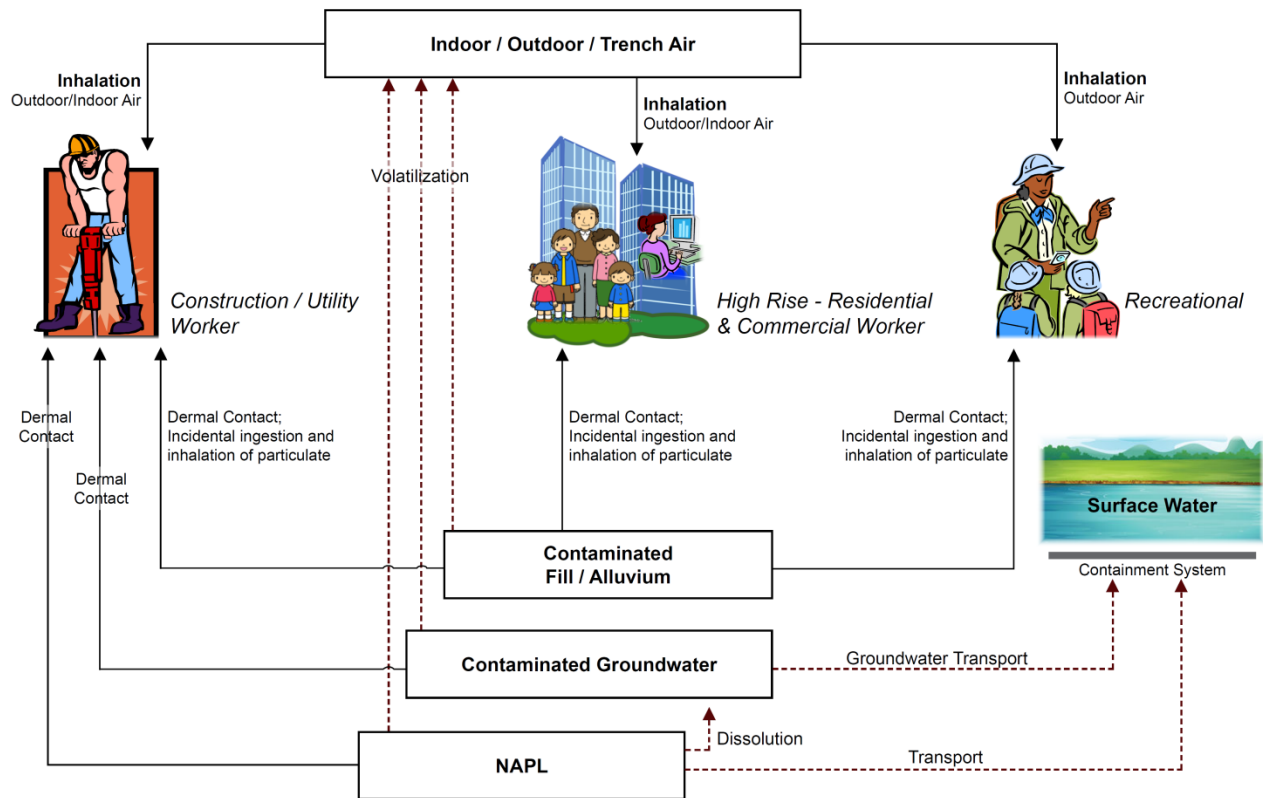 Indoor / Outdoor / Trench Air
Inhalation
Outdoor/Indoor Air
Inhalation
Outdoor/Indoor Air
Inhalation
Outdoor Air
Volatilization
Construction / Utility
Worker
High Rise - Residential
& Commercial Worker
Recreational
Dermal
Contact
Dermal
Contact
Dermal Contact;
Incidental ingestion and
inhalation of particulate
Dermal Contact;
Incidental ingestion and
inhalation of particulate
Dermal Contact;
Incidental ingestion and
inhalation of particulate
Surface Water
Containment System
Contaminated
Fill / Alluvium
Contaminated Groundwater
Groundwater Transport
Dissolution
NAPL
Transport